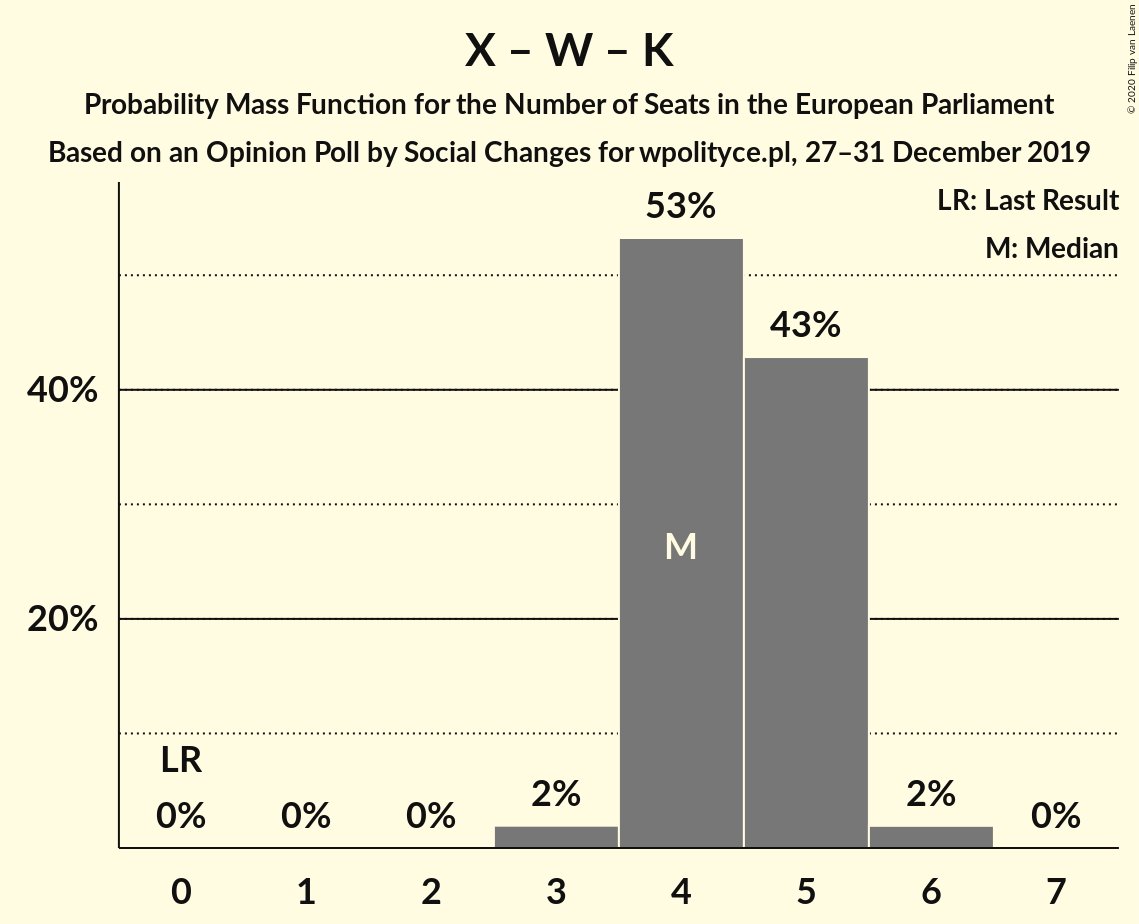 X – W – K
Probability Mass Function for the Number of Seats in the European Parliament
Based on an Opinion Poll by Social Changes for wpolityce.pl, 27–31 December 2019
© 2020 Filip van Laenen
LR: Last Result
M: Median
53%
43%
40%
M
20%
LR
0%
0%
0%
2%
2%
0%
0
1
2
3
4
5
6
7